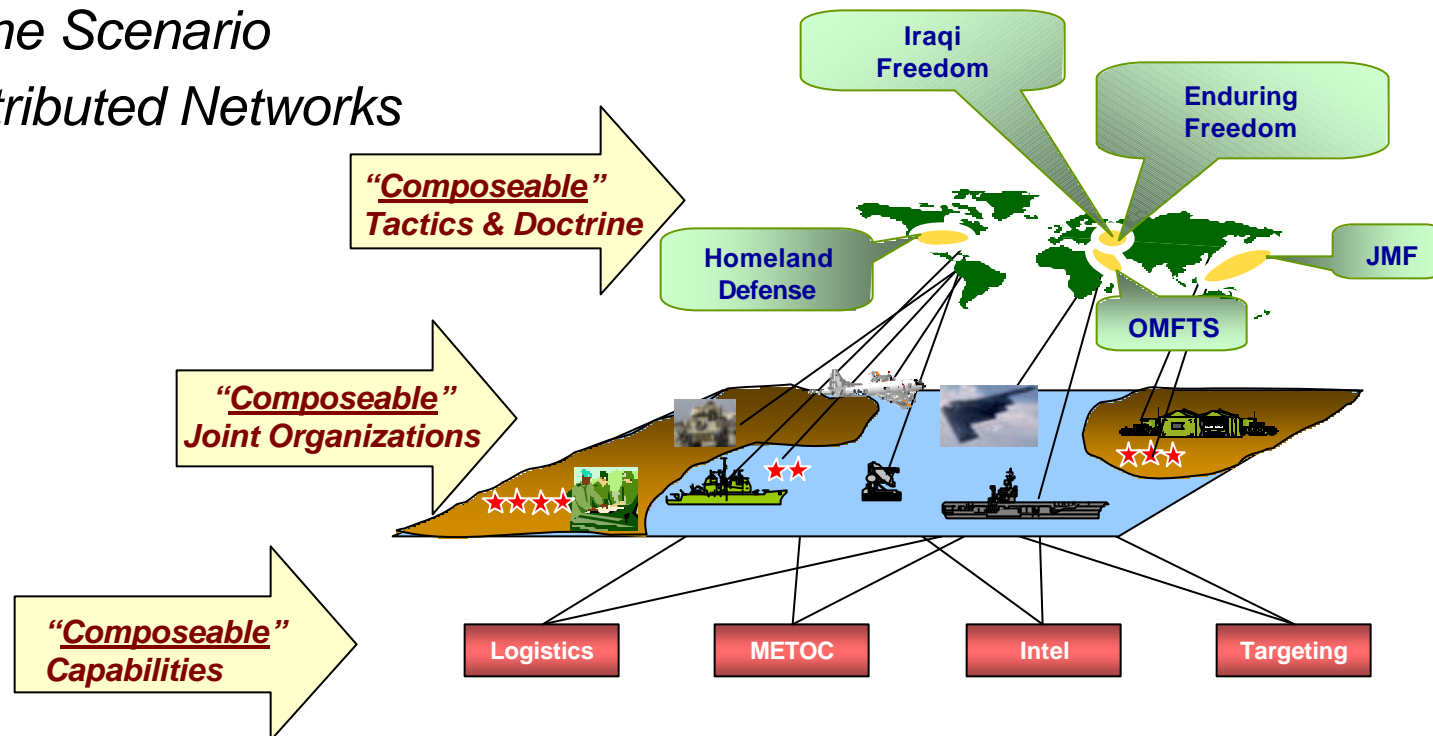 ne Scenario
tributed Networks
Iraqi
Freedom
Enduring
Freedom
“Composeable”
Tactics & Doctrine
Homeland
Defense
JMF
OMFTS
“Composeable”
Joint Organizations
“Composeable”
Capabilities
Logistics
METOC
Intel
Targeting